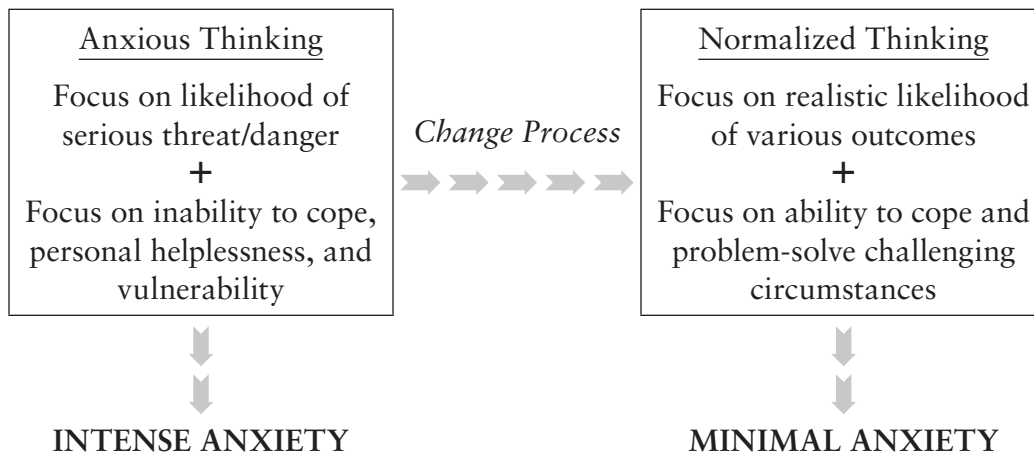 Anxious Thinking
Focus on likelihood of
serious threat/danger
+
Focus on inability to cope,
personal helplessness, and
vulnerability
INTENSE ANXIETY
Change Process
Normalized Thinking
Focus on realistic likelihood
of various outcomes
+
Focus on ability to cope and
problem-solve challenging
circumstances
MINIMAL ANXIETY